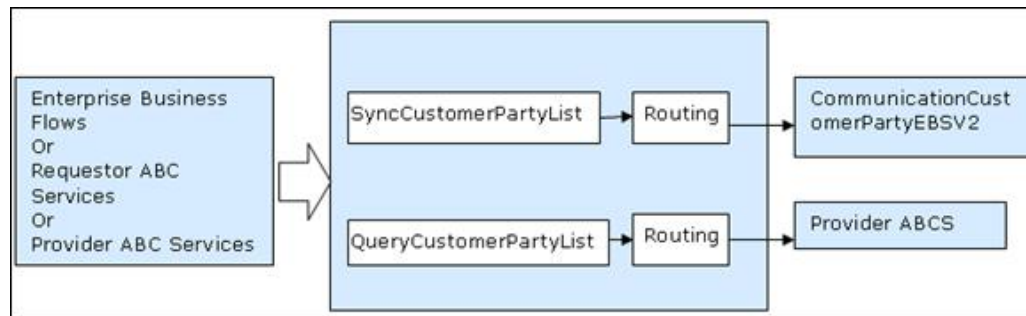 Enterprise Business
Flows
Or
Requestor ABC
Services
Or
Provider ABC Services
SyncCustomerPartyList
Routing
CommunicationCust
omerPartyEBSV2
QueryCustomerPartyList
Routing
Provider ABCS